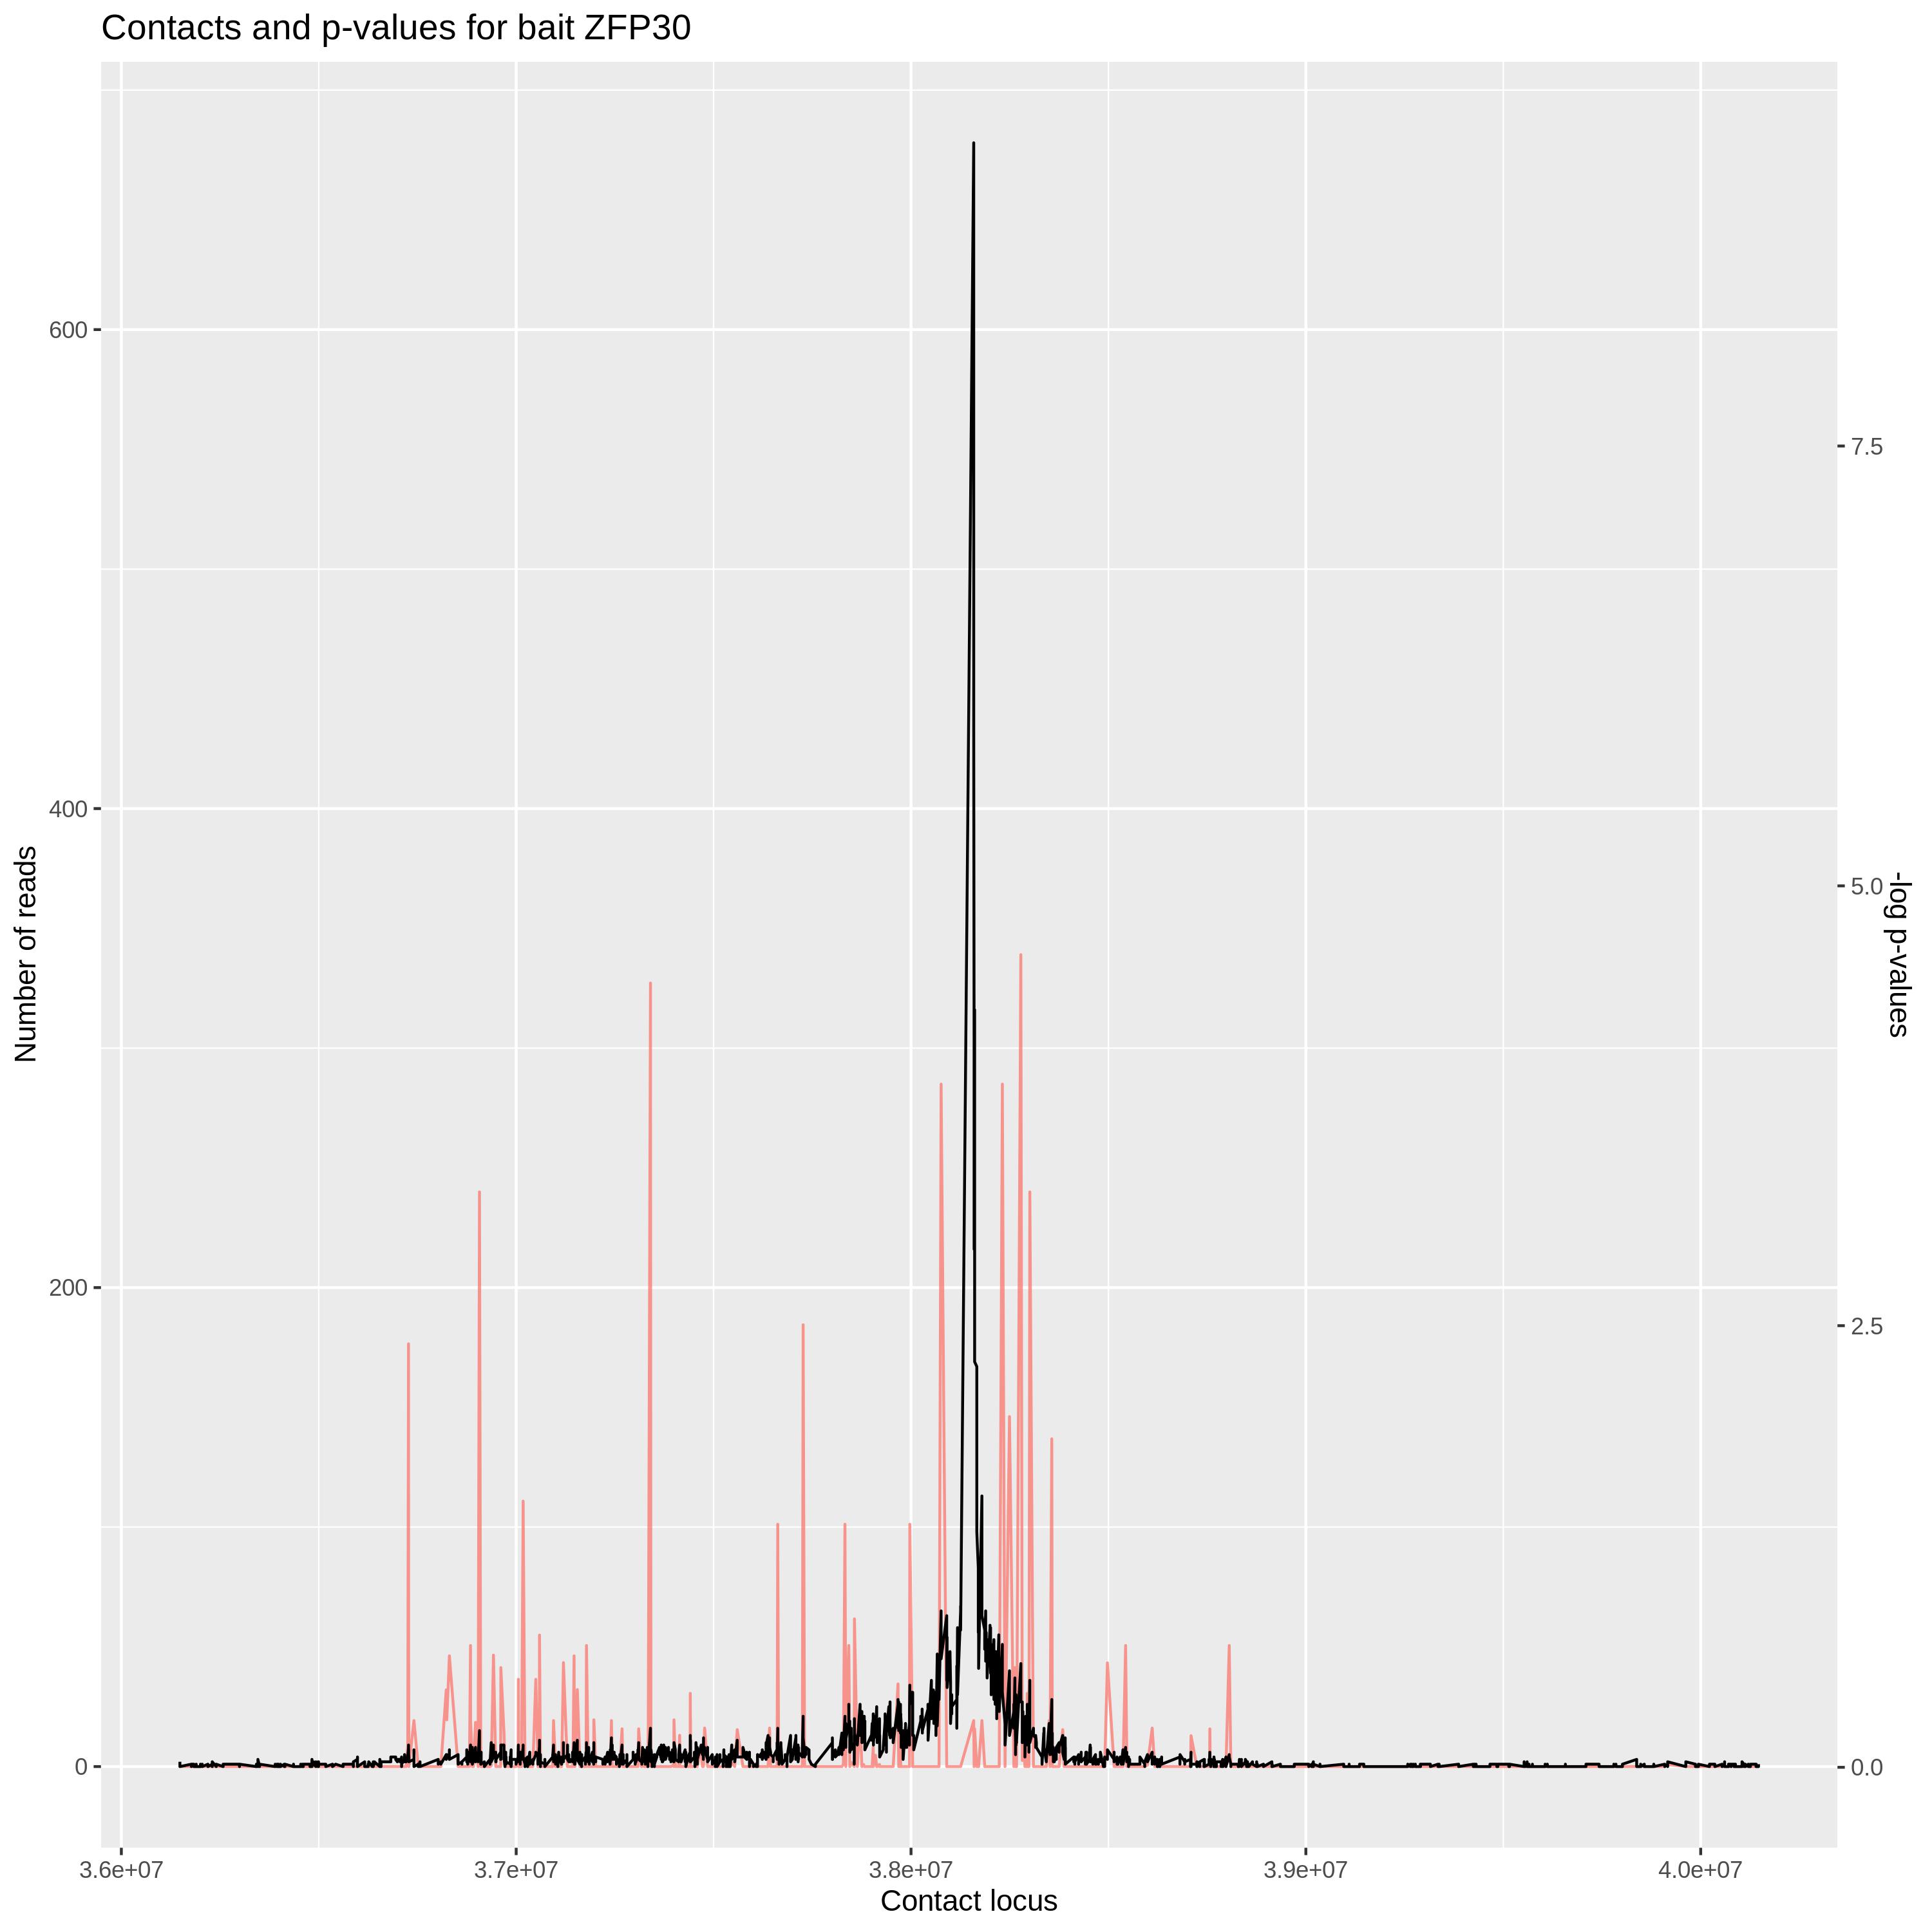 Contacts and p-values for bait ZFP30
600
400
200
0
Number of reads
7.5
5.0
2.5
0.0
-log p-values
3.6e+07
3.7e+07
3.8e+07
3.9e+07
4.0e+07
Contact locus